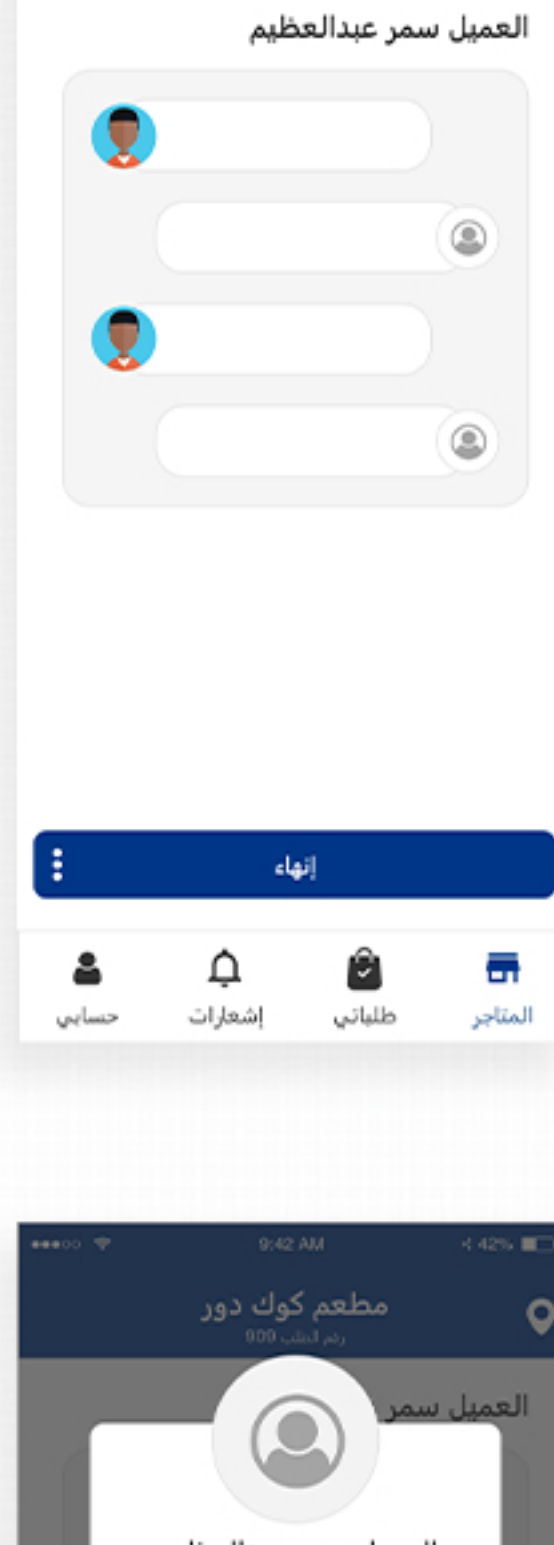 العميل سمر عبدالعظيم
إنهاء
المتاجر
طلباتي
إشعارات
حسابي
9:42 AM
42%
مطعم كوك دور
رقم الطلب 909
العميل سمر